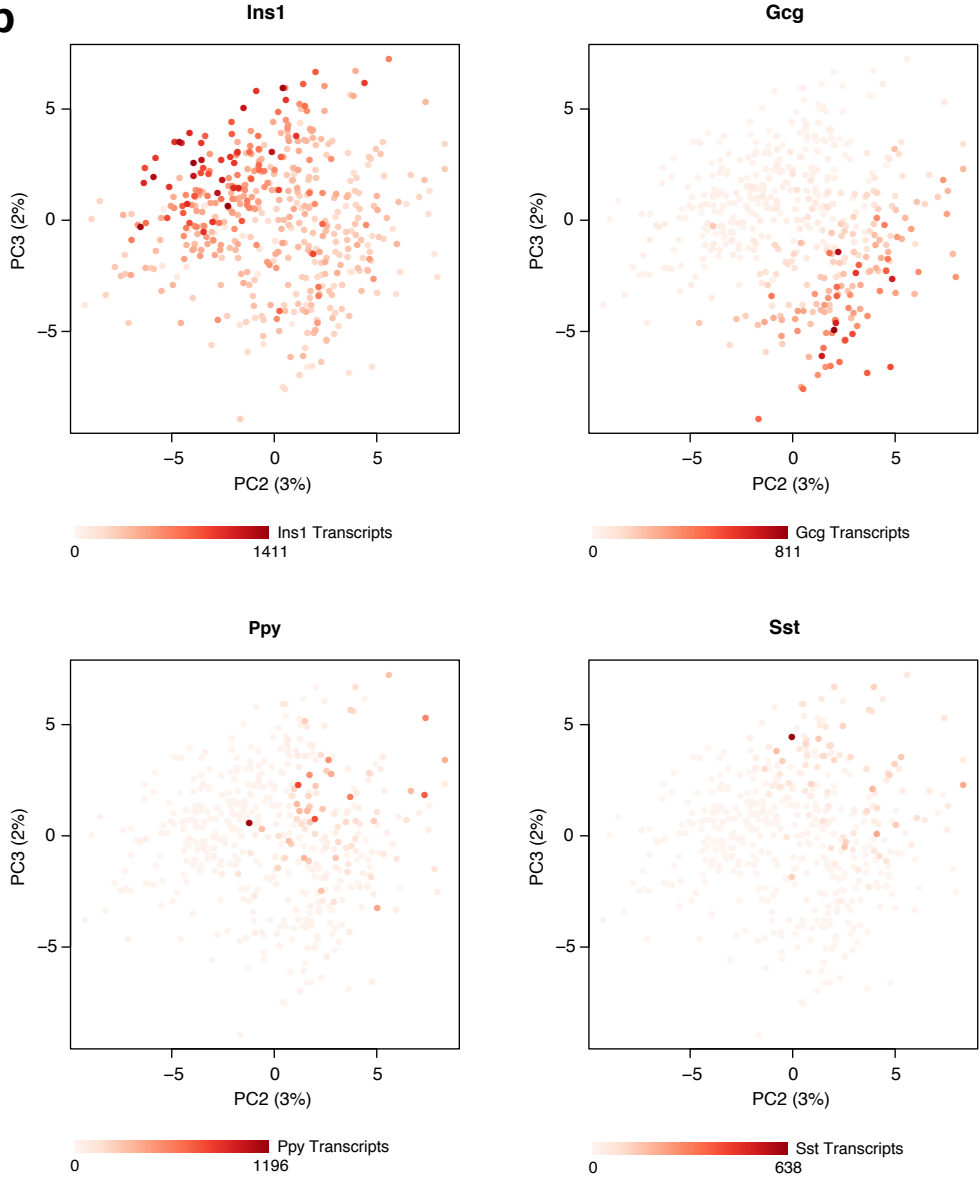 b
Ins1
Gcg
PC3 (2%)
5
0
−5
−5
0
5
PC2 (3%)
PC3 (2%)
5
0
−5
−5
0
5
PC2 (3%)
Ins1 Transcripts
0
1411
Gcg Transcripts
0
811
Ppy
Sst
PC3 (2%)
5
0
−5
−5
0
5
PC2 (3%)
PC3 (2%)
5
0
−5
−5
0
5
PC2 (3%)
Ppy Transcripts
0
1196
Sst Transcripts
0
638